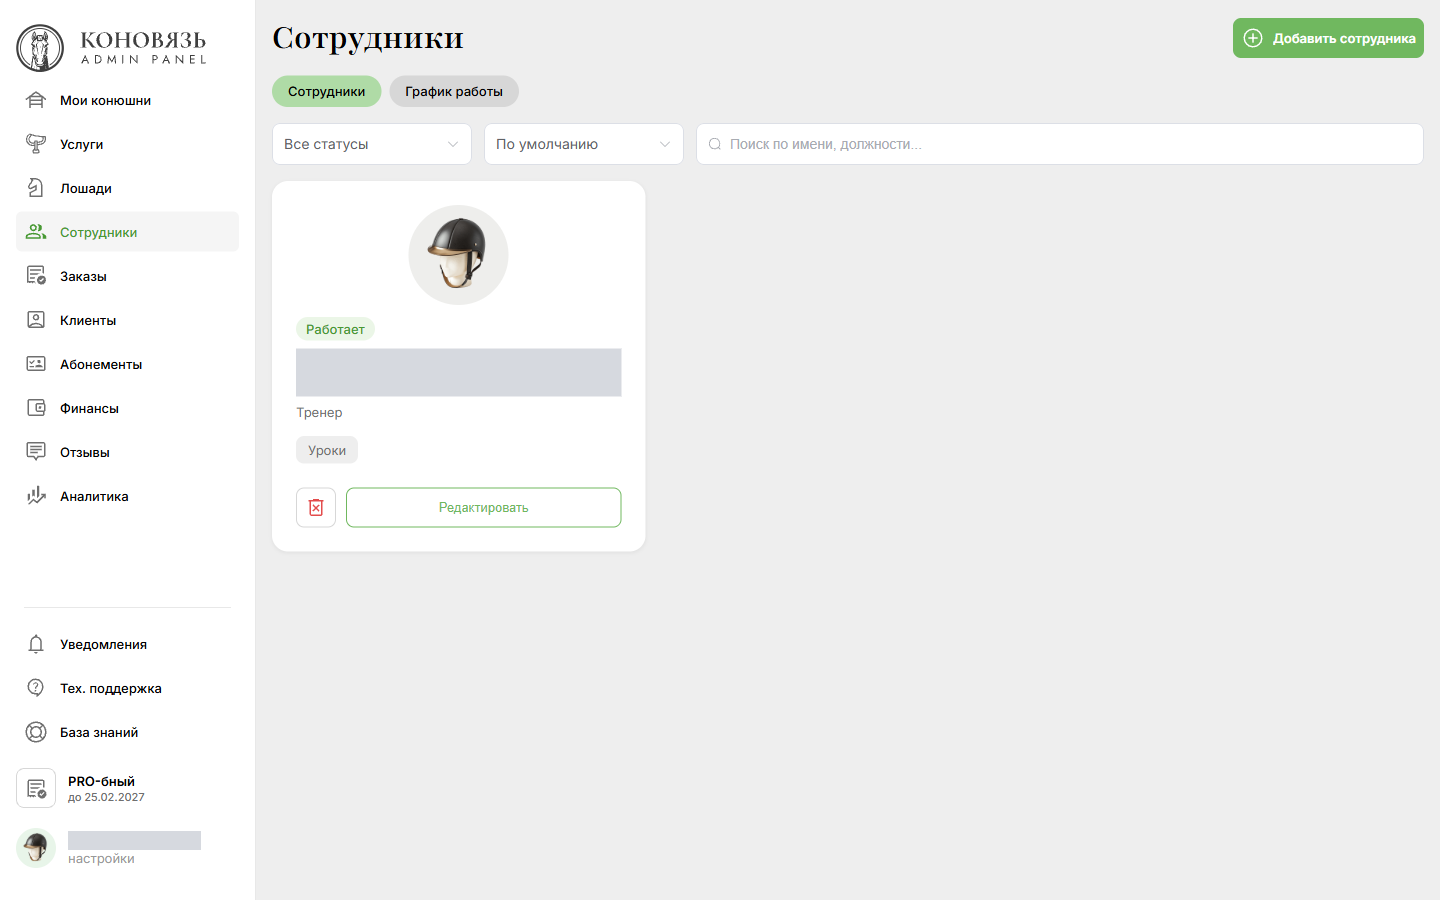 КОНОВЯЗЬ
ADMIN PANEL
Мои конюшни
Услуги
Лошади
Сотрудники
Заказы
Клиенты
Абонементы
Финансы
Отзывы
Аналитика
Уведомления
Тех. поддержка
База знаний
PRO-бный
до 25.02.2027
настройки
Сотрудники
Добавить сотрудника
Сотрудники
График работы
Все статусы
По умолчанию
Поиск по имени, должности...
Работает
Тренер
Уроки
Редактировать